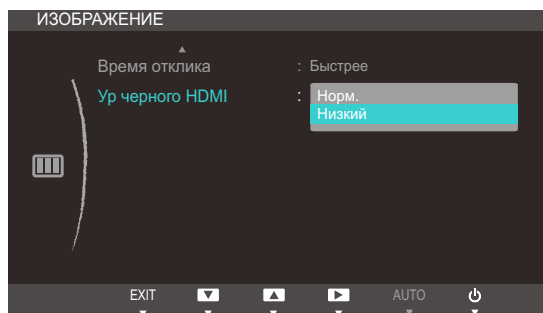 ИЗОБРАЖЕНИЕ
Время отклика : Быстрее
Ур черного HDMI : Норм.
Низкий
EXIT AUTO